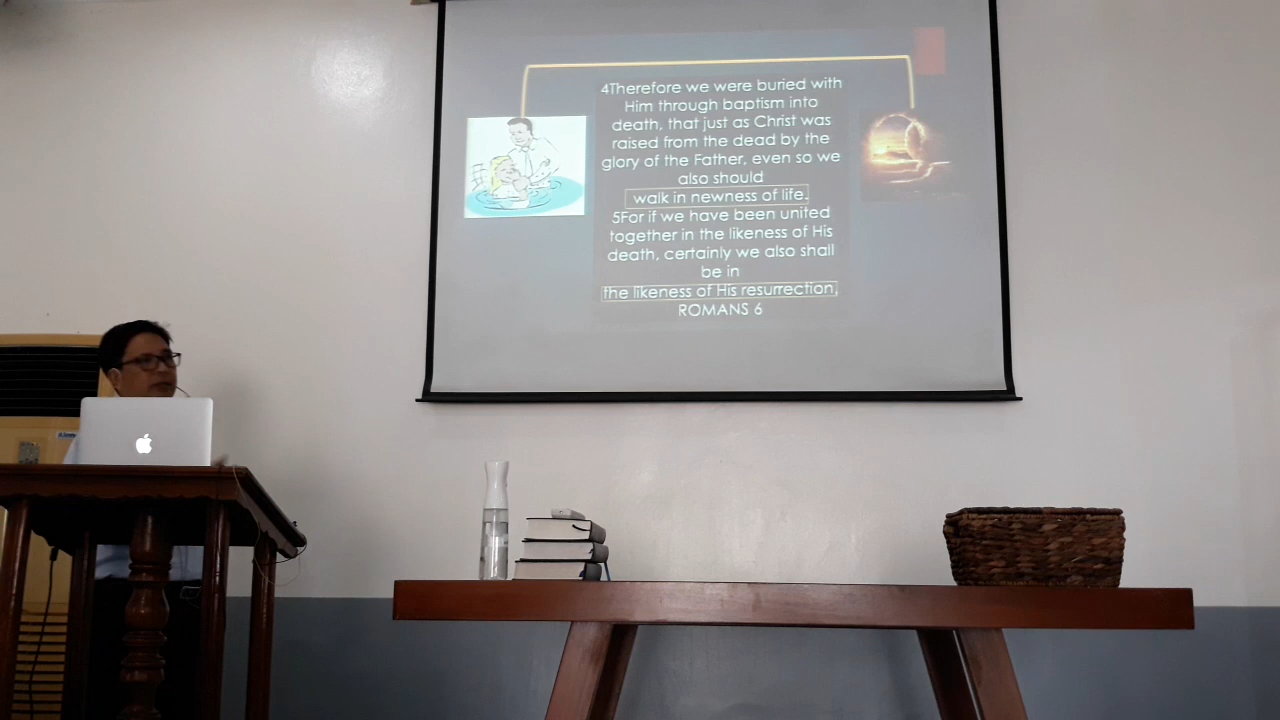 4Therefore we were buried with
Him through baptism into
death, that just as Christ was
raised from the dead by the
glory of the Father, even so we
also should
walk in newness of life.
5For if we have been united
together in the likeness of His
death, certainly we also shall
be in
the likeness of His resurrection,
ROMANS 6